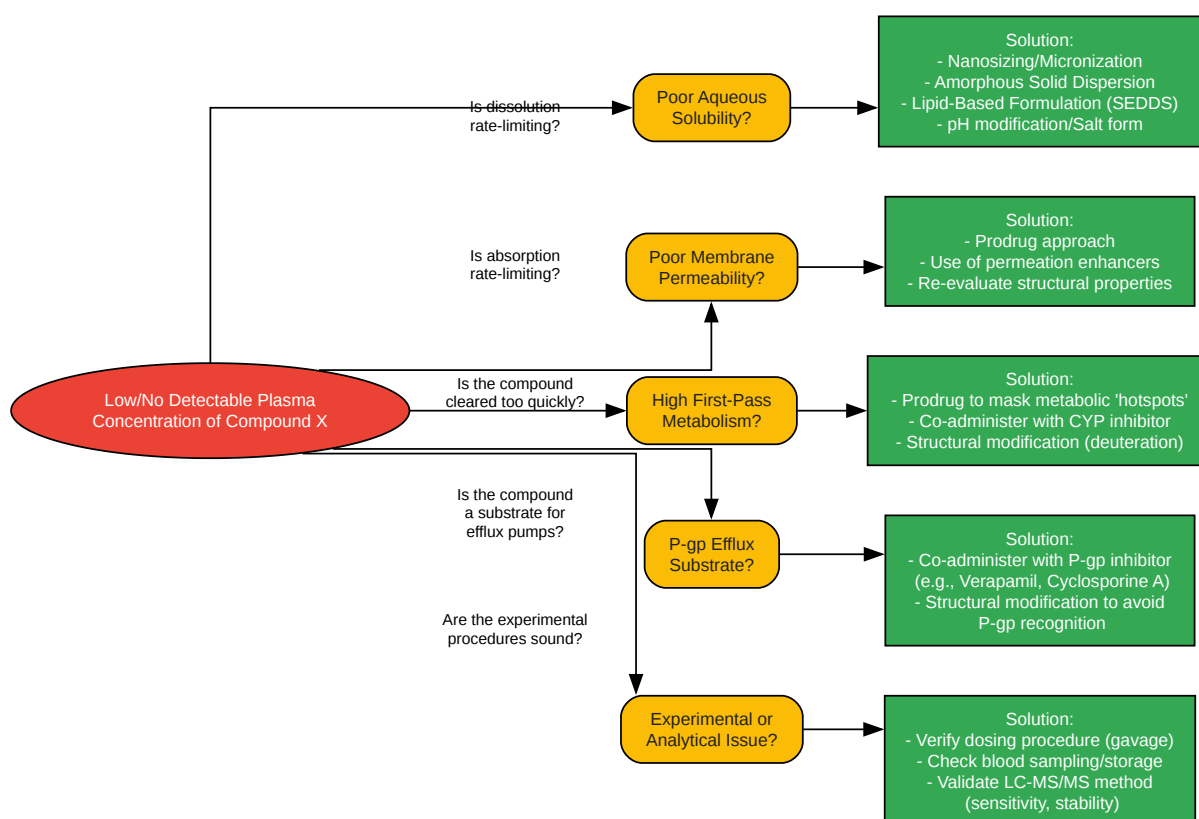 Solution:
- Nanosizing/Micronization
- Amorphous Solid Dispersion
- Lipid-Based Formulation (SEDDS)
- pH modification/Salt form
Is dissolution
rate-limiting?
Poor Aqueous
Solubility?
Is absorption
rate-limiting?
Poor Membrane
Permeability?
Solution:
- Prodrug approach
- Use of permeation enhancers
- Re-evaluate structural properties
Low/No Detectable Plasma
Concentration of Compound X
Is the compound
cleared too quickly?
High First-Pass
Metabolism?
Solution:
- Prodrug to mask metabolic 'hotspots'
- Co-administer with CYP inhibitor
- Structural modification (deuteration)
Is the compound
a substrate for
efflux pumps?
P-gp Efflux
Substrate?
Solution:
- Co-administer with P-gp inhibitor
(e.g., Verapamil, Cyclosporine A)
- Structural modification to avoid
P-gp recognition
Are the experimental
procedures sound?
Experimental or
Analytical Issue?
Solution:
- Verify dosing procedure (gavage)
- Check blood sampling/storage
- Validate LC-MS/MS method
(sensitivity, stability)